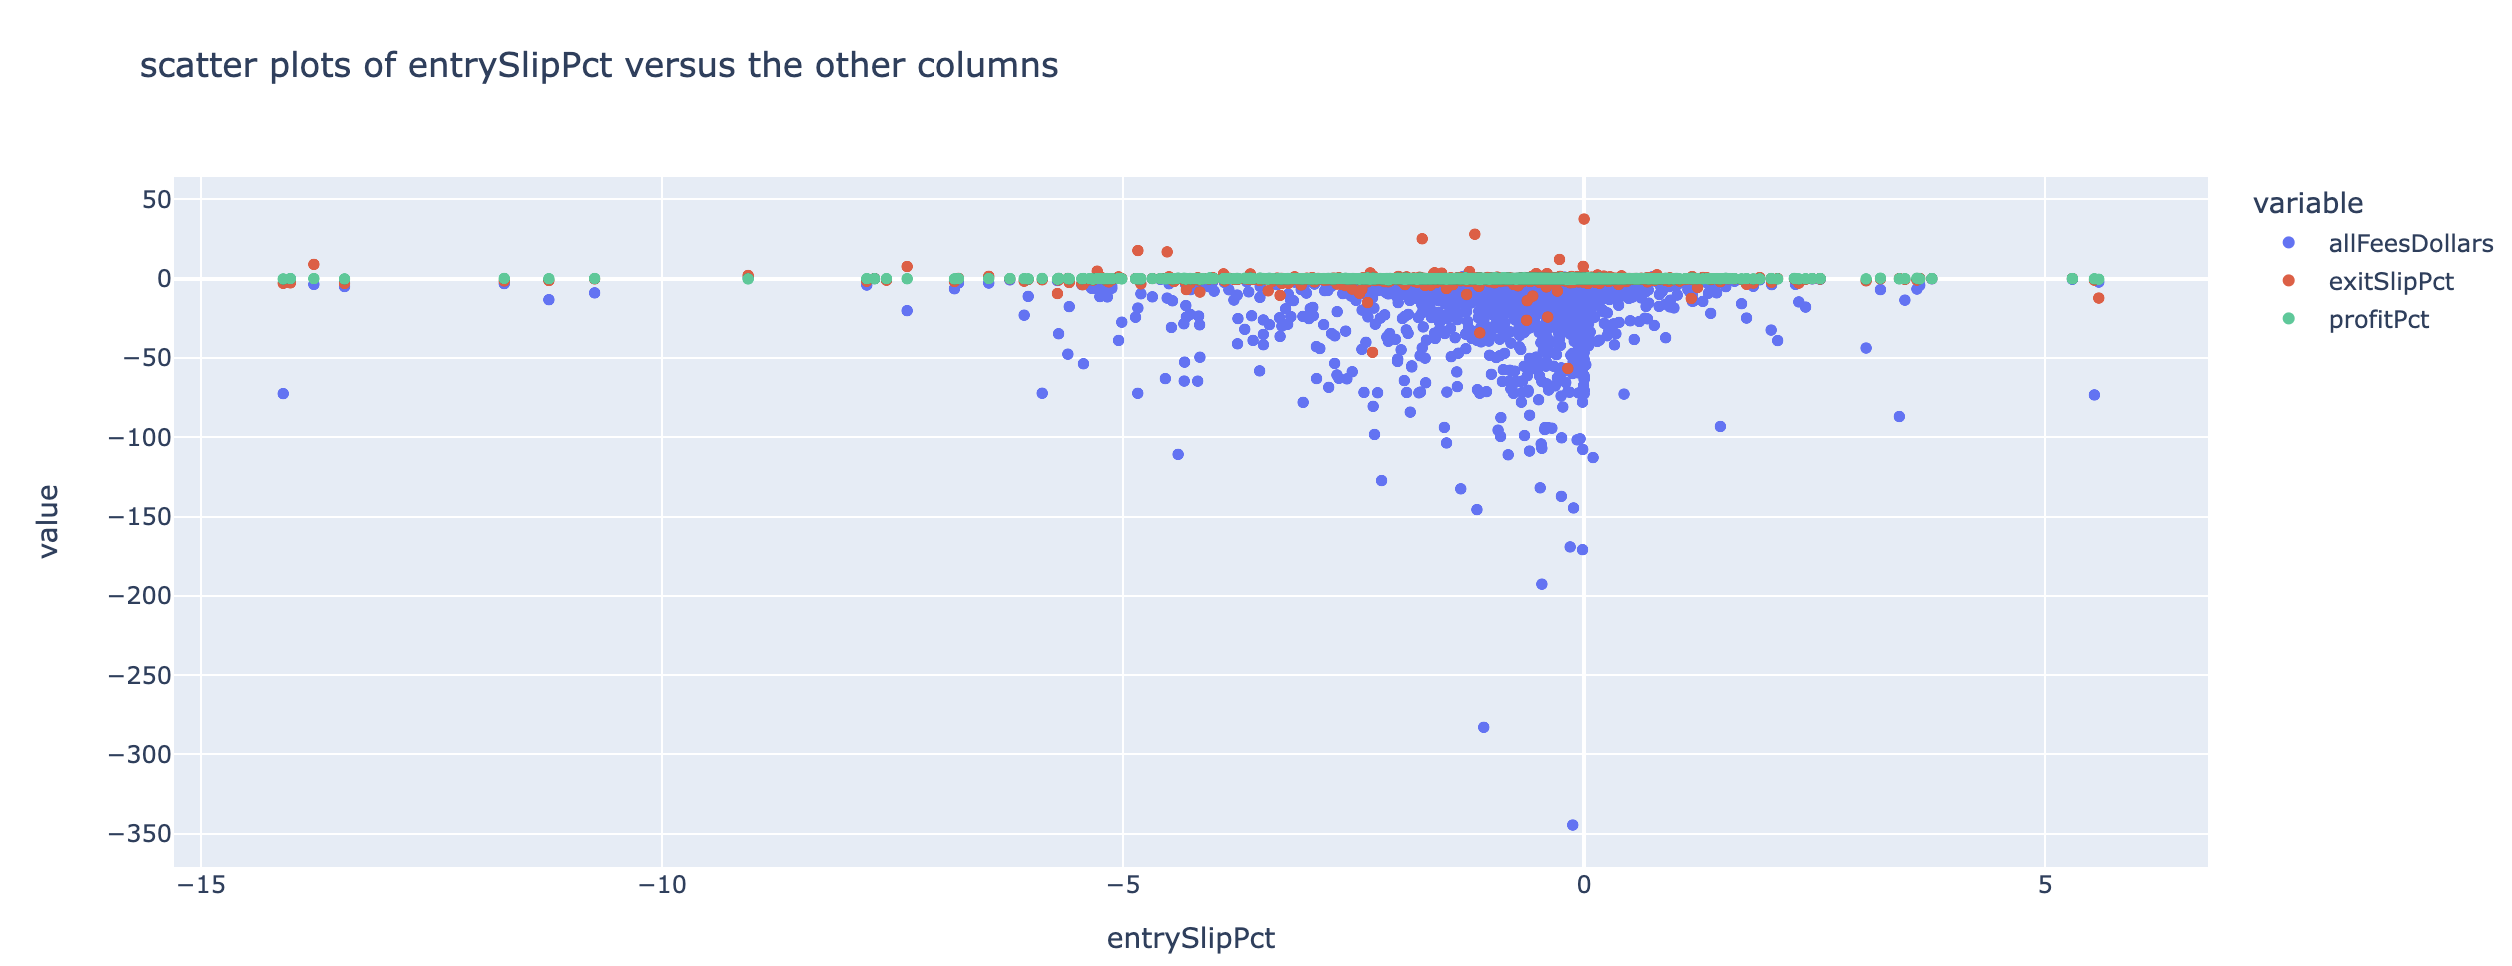 scatter plots of entrySlipPct versus the other columns
50
0
−50
−100
−150
−200
−250
−300
−350
value
−15
−10
−5
0
5
entrySlipPct
variable
allFeesDollars
exitSlipPct
profitPct